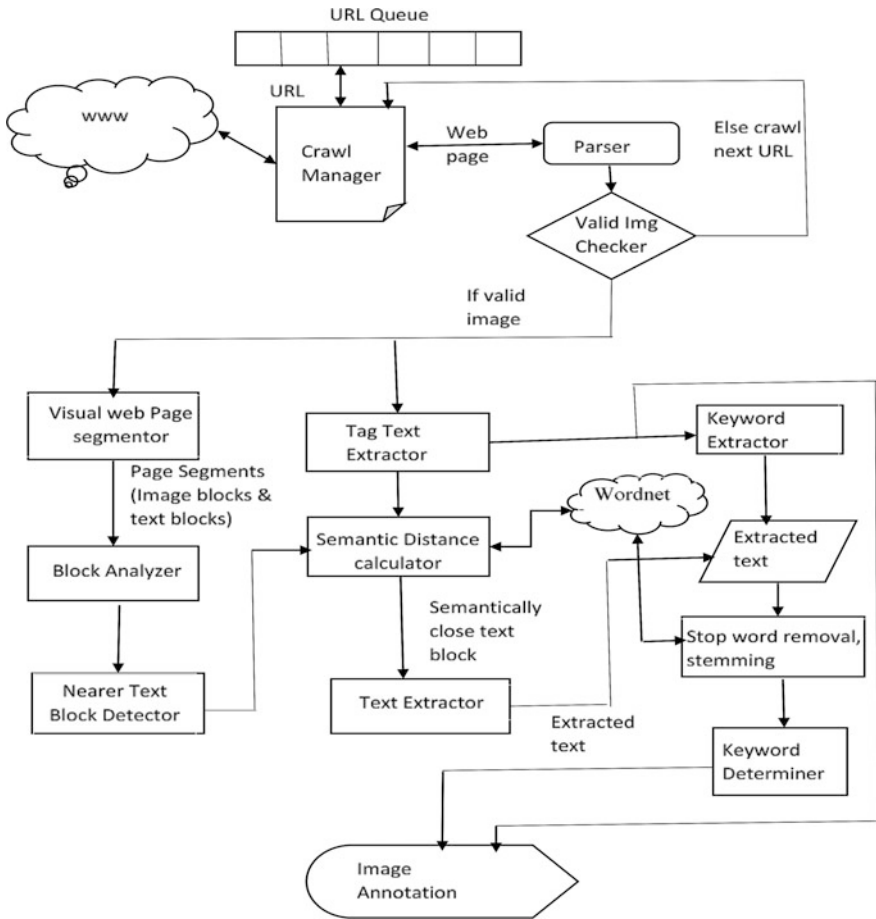 URL Queue
URL
www
Crawl
Manager
Web
page
Parser
Else crawl
next URL
Valid Img
Checker
If valid
image
Visual web Page
segmentor
Tag Text
Extractor
Keyword
Extractor
Page Segments
(Image blocks &
text blocks)
Wordnet
Block Analyzer
Semantic Distance
calculator
Extracted
text
Semantically
close text
block
Stop word removal,
stemming
Nearer Text
Block Detector
Text Extractor
Extracted
text
Keyword
Determiner
Image
Annotation